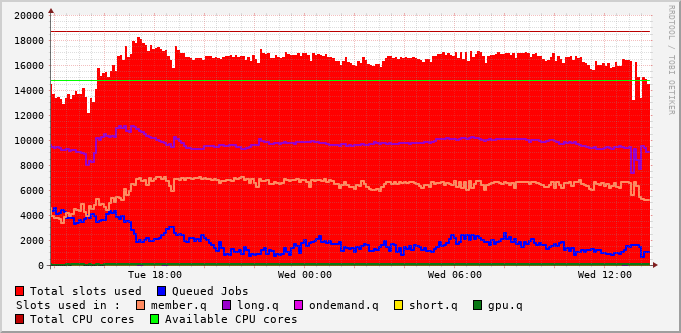 20000
18000
16000
14000
12000
10000
8000
6000
4000
2000
0
Tue 18:00 Wed 00:00 Wed 06:00 Wed 12:00
RRDTOOL / TOBI OETIKER
Total slots used Queued Jobs
Slots used in : member.q long.q ondemand.q short.q gpu.q
Total CPU cores Available CPU cores